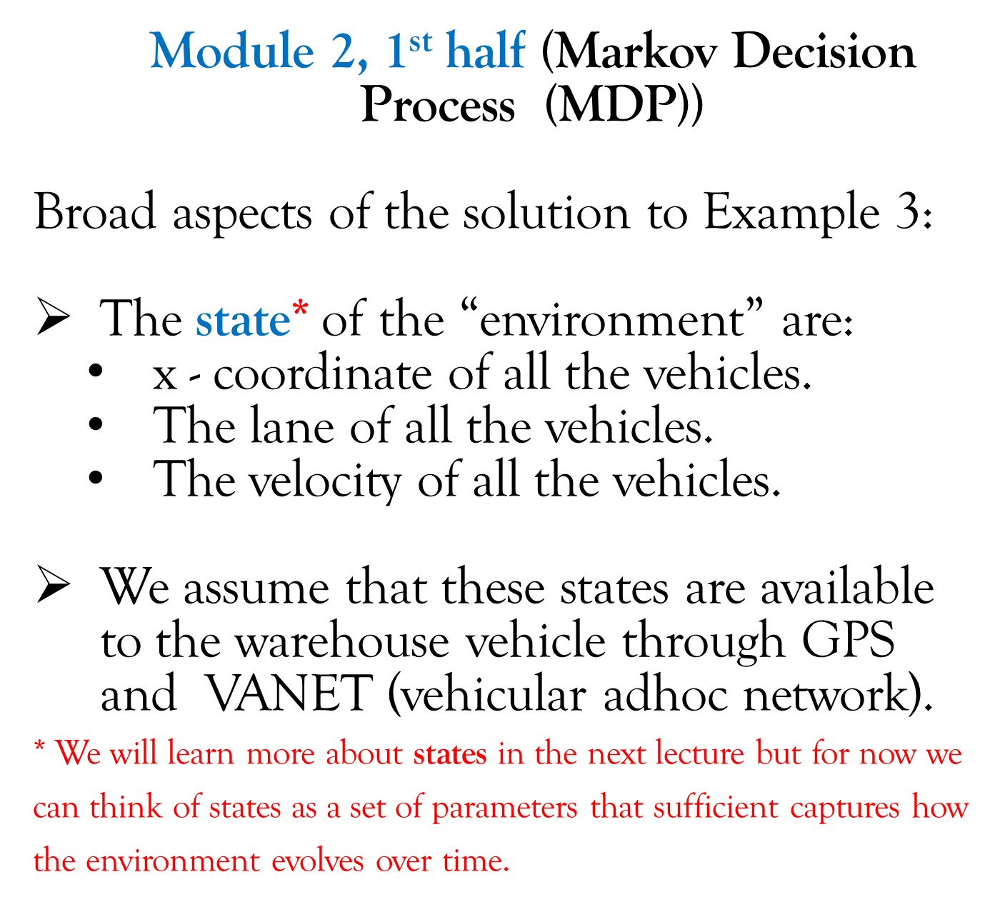 Module 2, 1st half (Markov Decision
Process (MDP))
Broad aspects of the solution to Example 3:
➢ The state* of the “environment” are:
• x - coordinate of all the vehicles.
• The lane of all the vehicles.
• The velocity of all the vehicles.
➢ We assume that these states are available
to the warehouse vehicle through GPS
and VANET (vehicular adhoc network).
* We will learn more about states in the next lecture but for now we
can think of states as a set of parameters that sufficient captures how
the environment evolves over time.